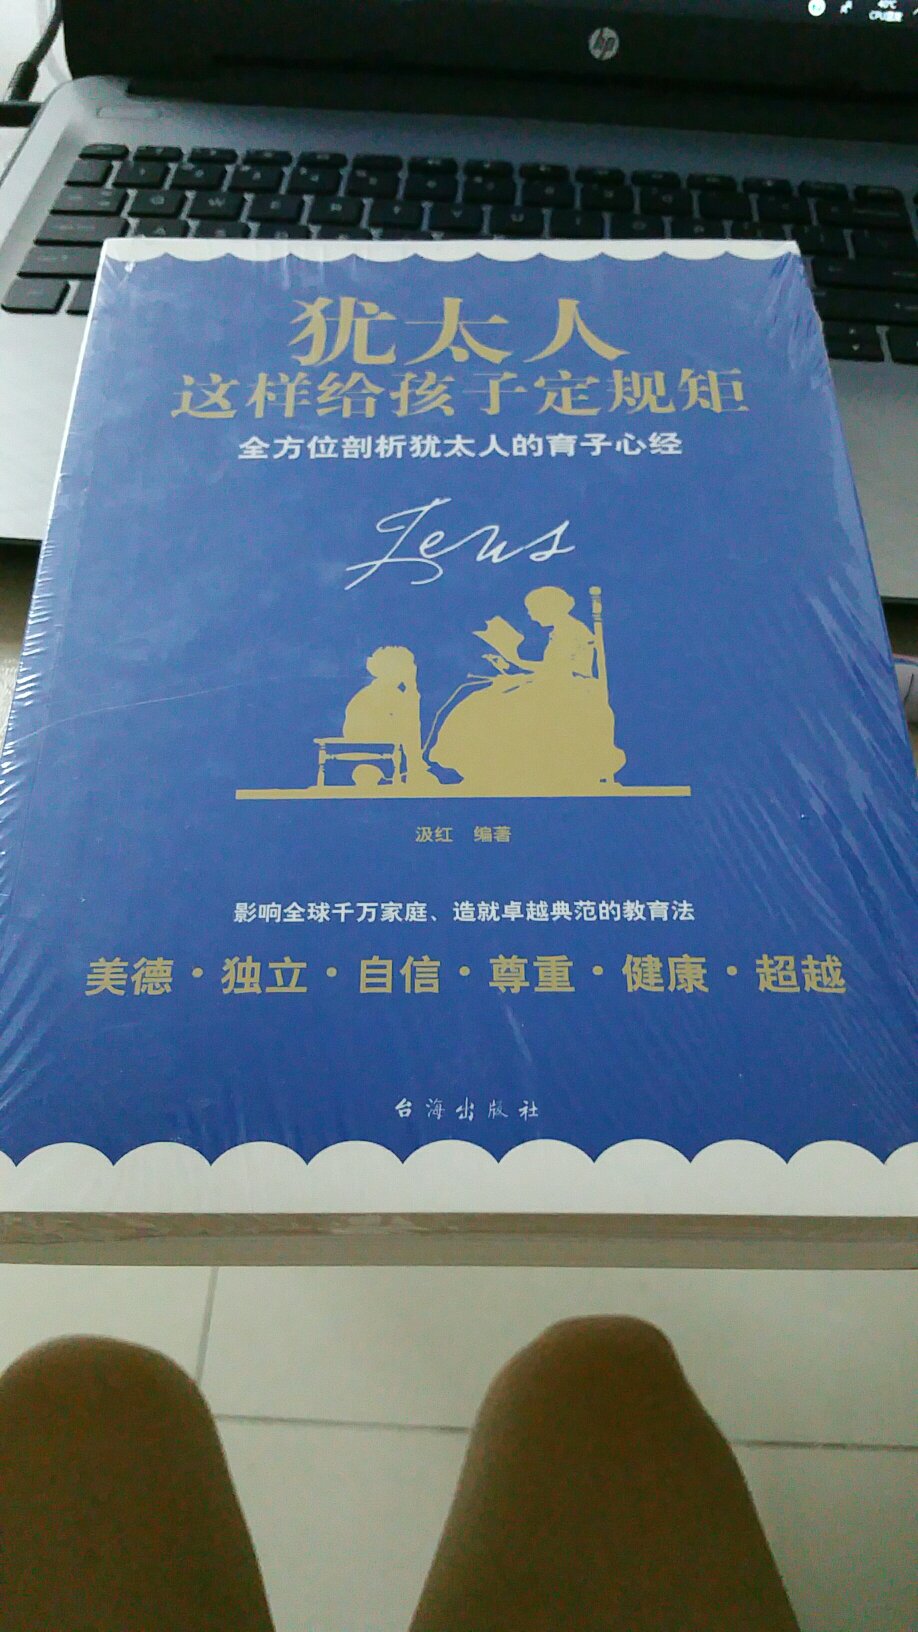 hp
犹太人
这样给孩子定规矩
全方位剖析犹太人的育子心经
Jeus
汲红 编著
影响全球千万家庭、造就卓越典范的教育法
美德·独立·自信·尊重·健康·超越
台海出版社